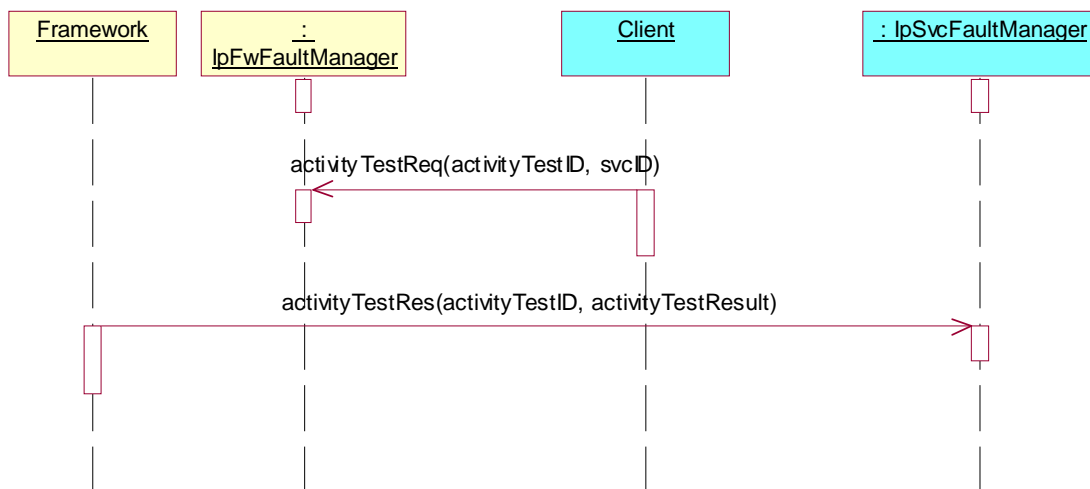 Framework
:
IpFwFaultManager
Client
: IpSvcFaultManager
activityTestReq(activityTestID, svcID)
activityTestRes(activityTestID, activityTestResult)